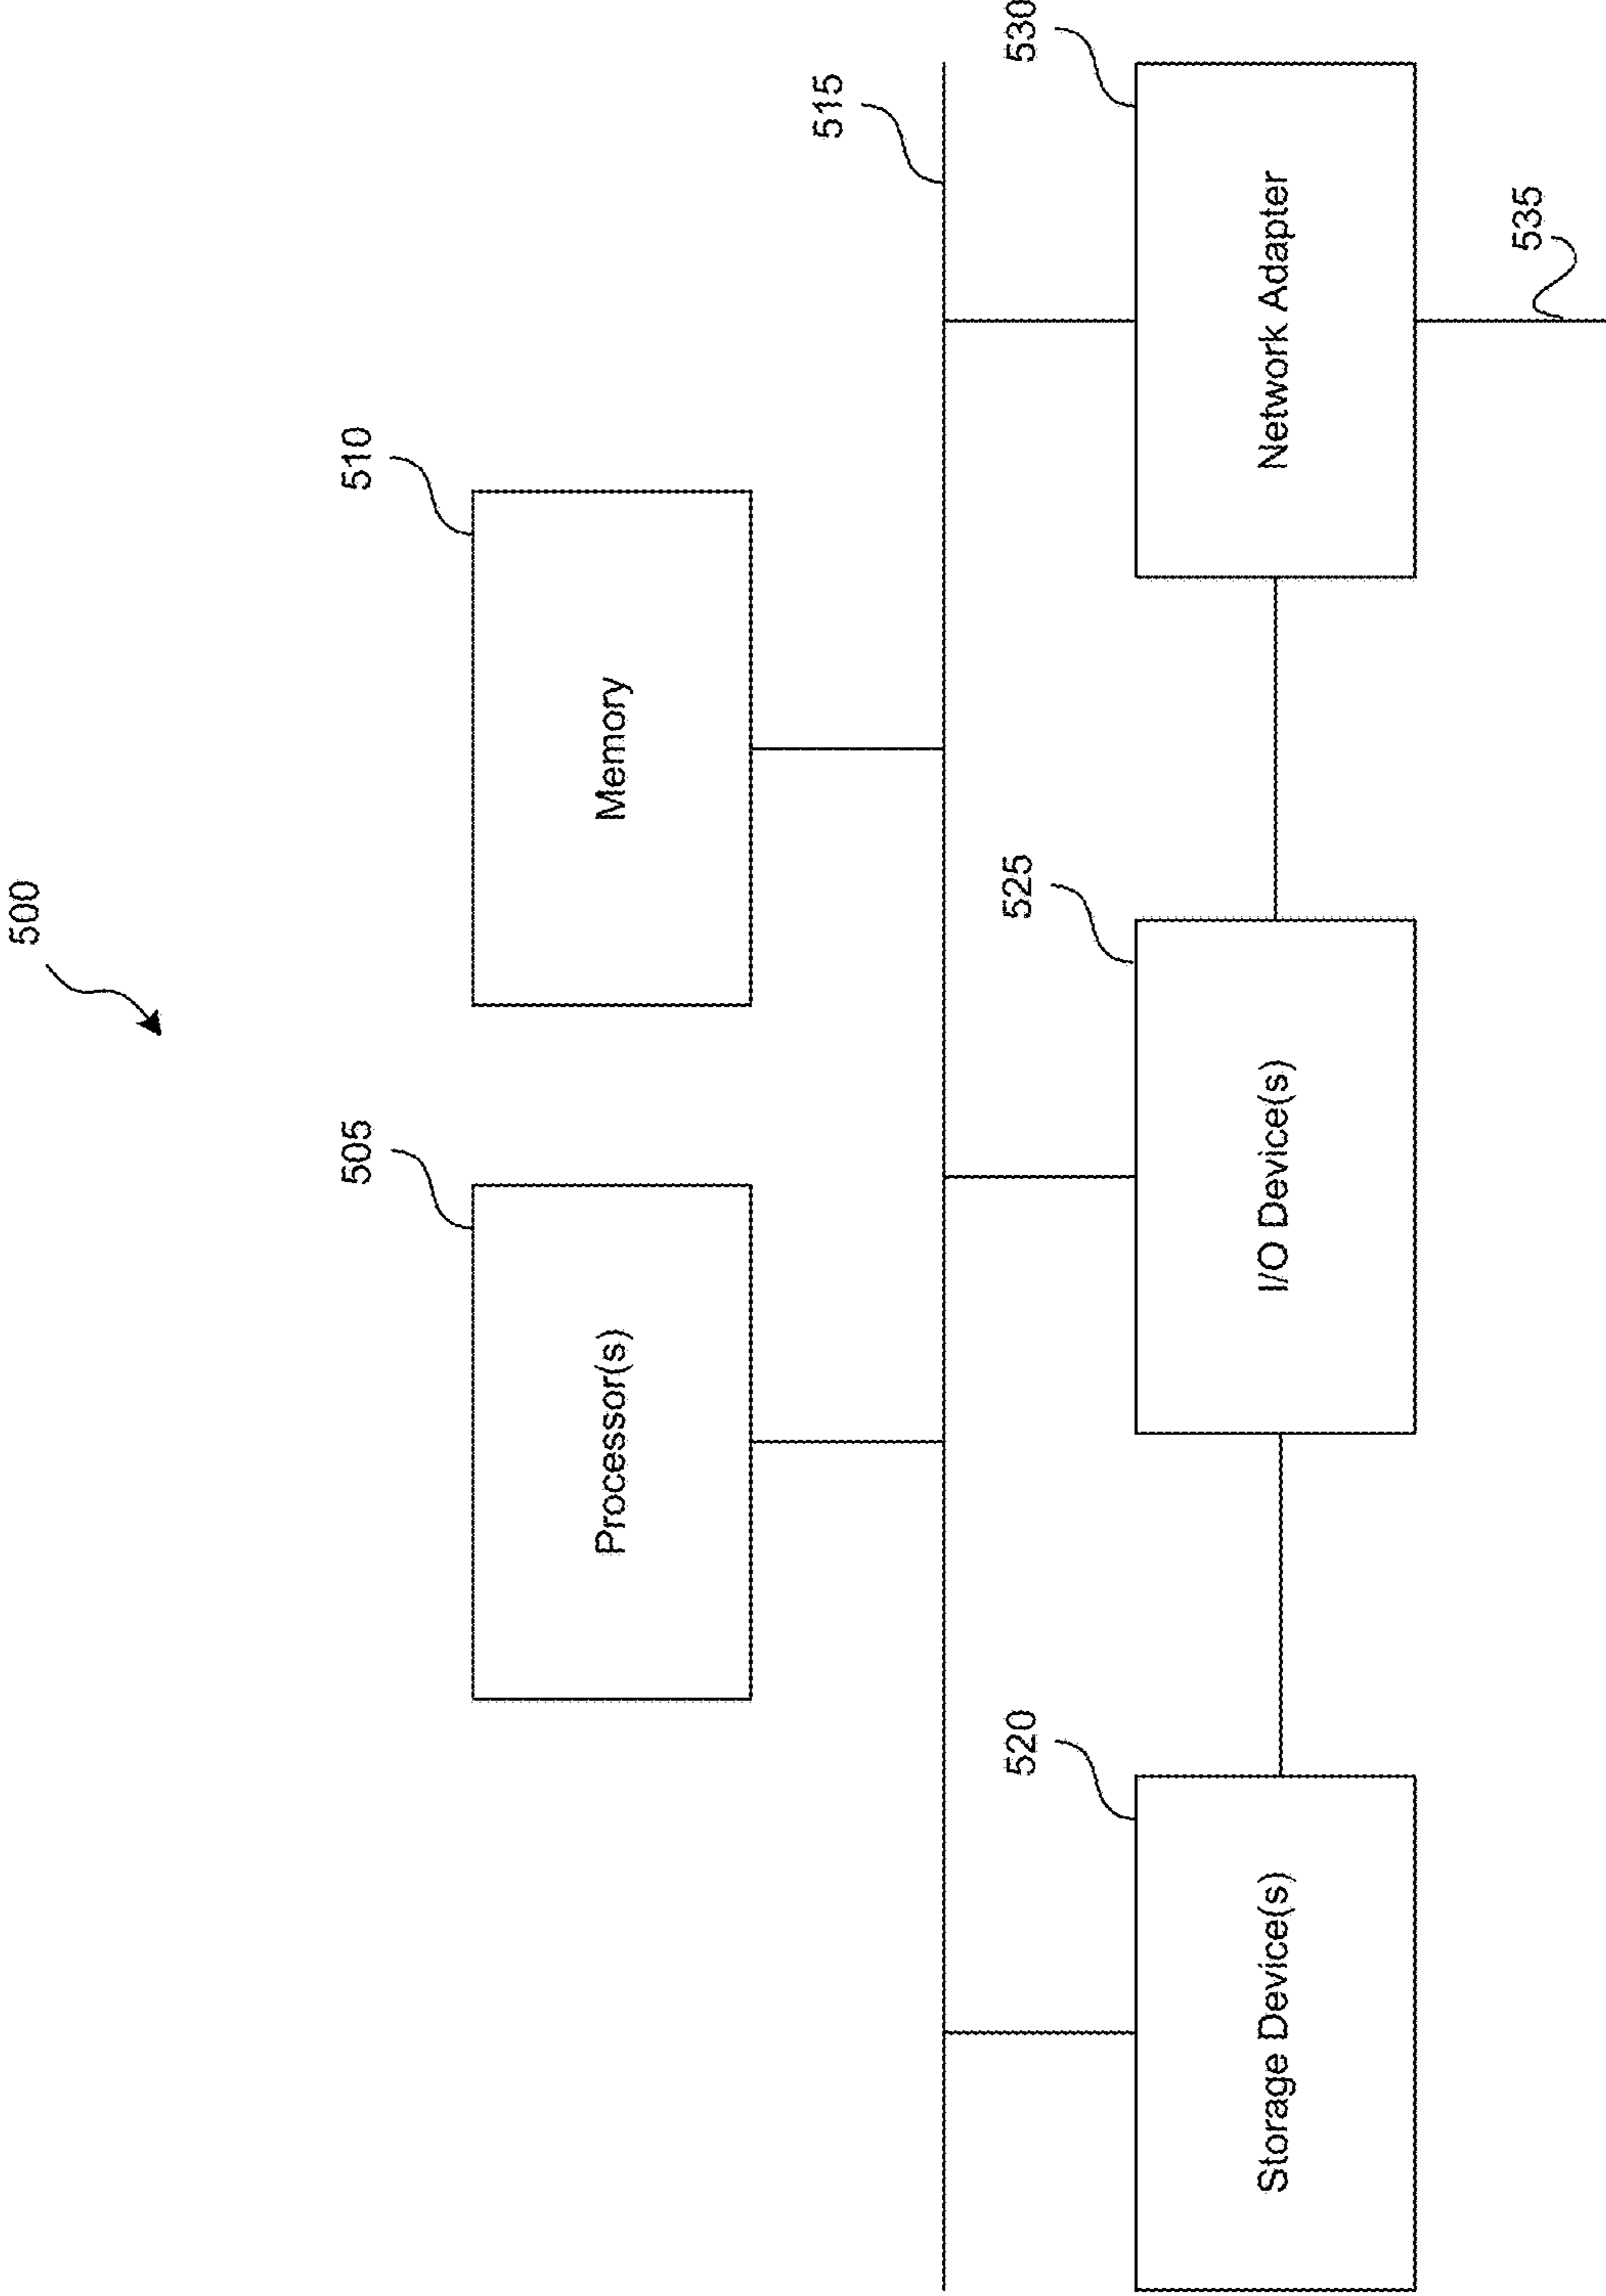 500
505
Processor(s)
510
Memory
515
520
Storage Device(s)
525
I/O Device(s)
530
Network Adapter
535